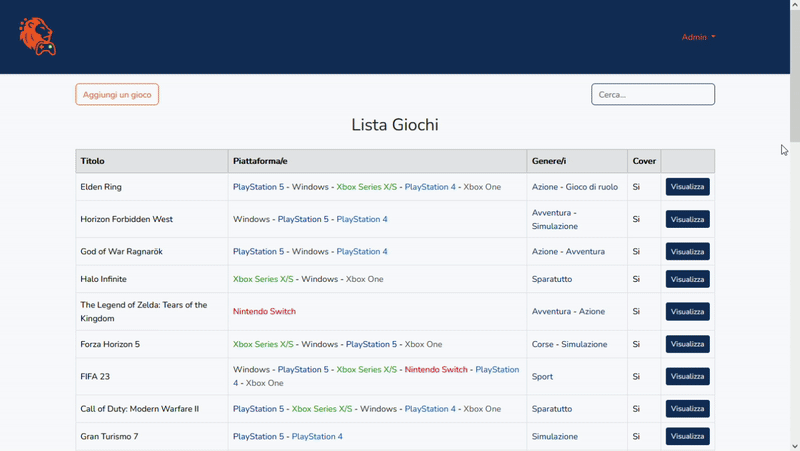 Admin
Aggiungi un gioco
Cerca...
Lista Giochi
Titolo Piattaforma/e Genere/i Cover
Elden Ring PlayStation 5 - Windows - Xbox Series X/S - PlayStation 4 - Xbox One Azione - Gioco di ruolo Si Visualizza
Horizon Forbidden West Windows - PlayStation 5 - PlayStation 4 Avventura -
Simulazione Si Visualizza
God of War Ragnarök PlayStation 5 - Windows - PlayStation 4 Azione - Avventura Si Visualizza
Halo Infinite Xbox Series X/S - Windows - Xbox One Sparatutto Si Visualizza
The Legend of Zelda: Tears of the
Kingdom Nintendo Switch Avventura - Azione Si Visualizza
Forza Horizon 5 Xbox Series X/S - Windows - PlayStation 5 - Xbox One Corse - Simulazione Si Visualizza
FIFA 23 Windows - PlayStation 5 - Xbox Series X/S - Nintendo Switch - PlayStation
4 - Xbox One Sport Si Visualizza
Call of Duty: Modern Warfare II PlayStation 5 - Xbox Series X/S - Windows - PlayStation 4 - Xbox One Sparatutto Si Visualizza
Gran Turismo 7 PlayStation 5 - PlayStation 4 Simulazione Si Visualizza